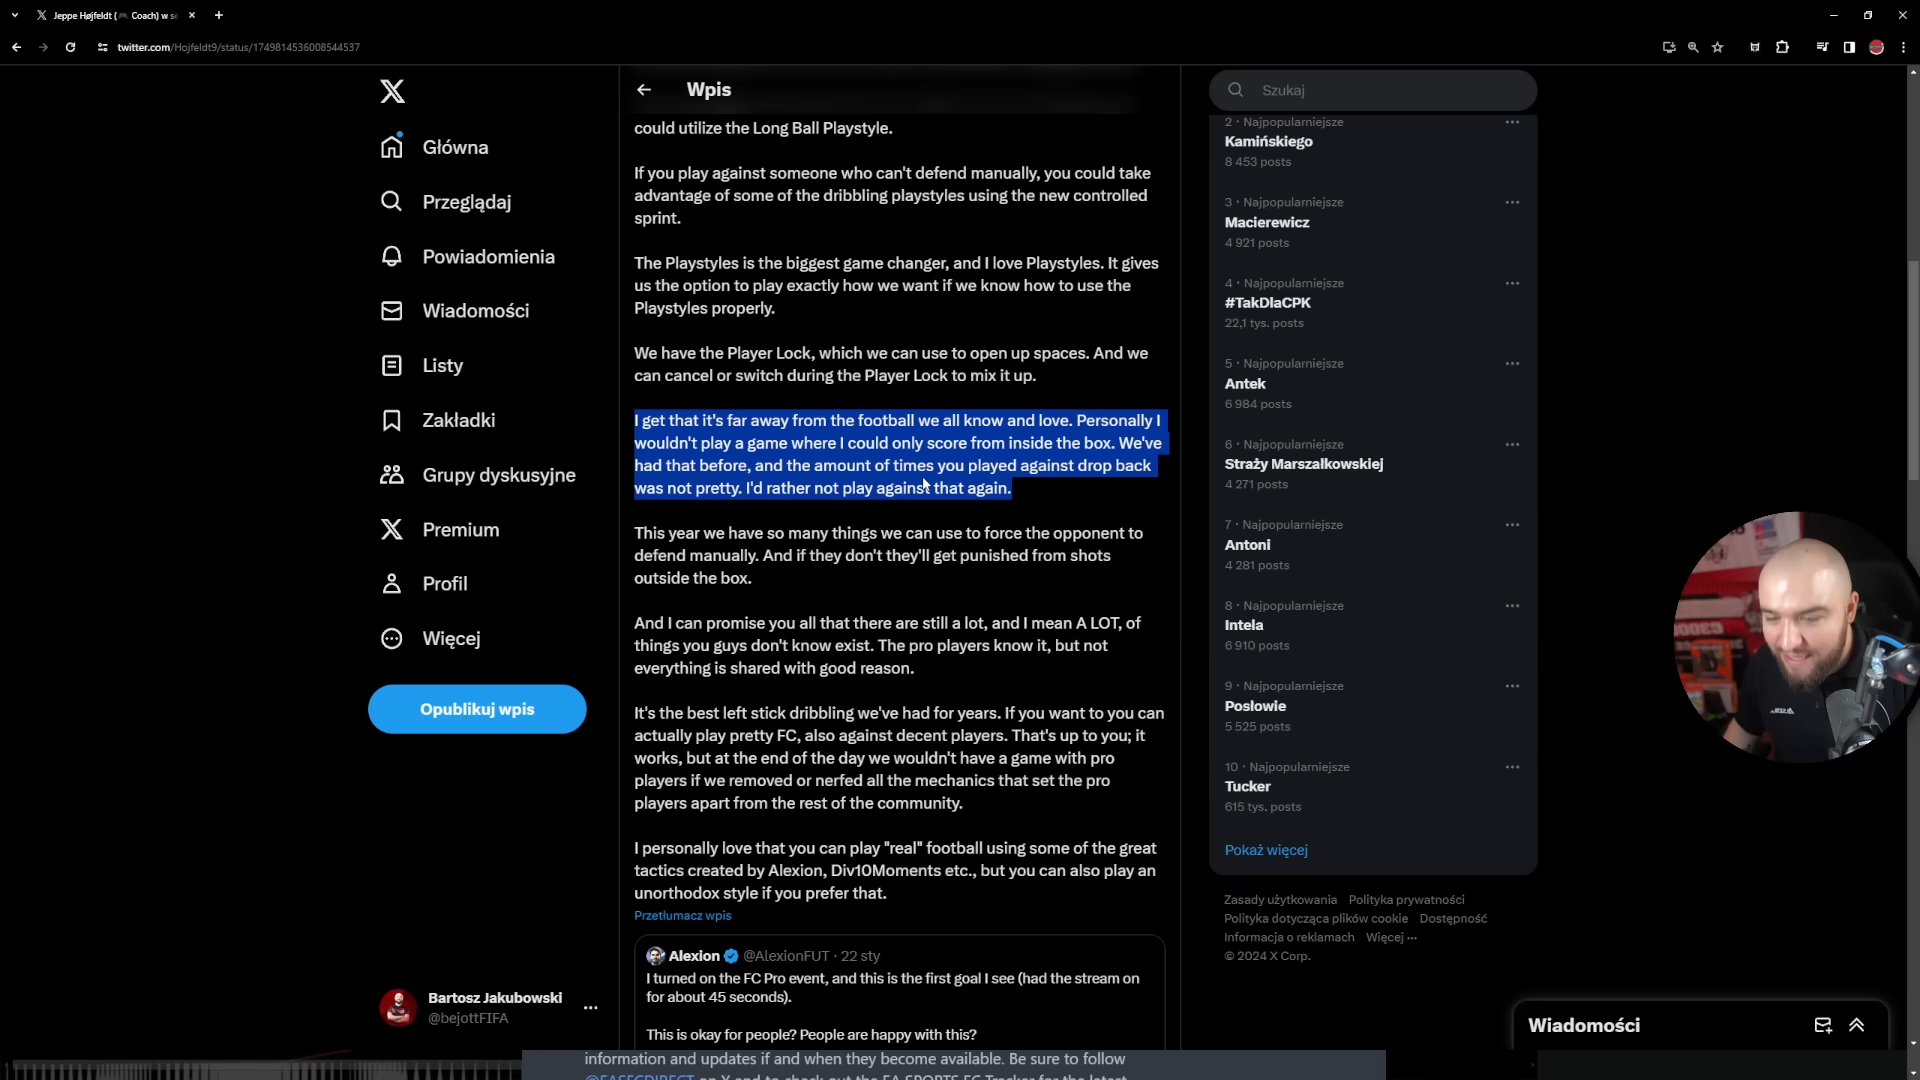 Jeppe Højfeldt (🎮 Coach) w se
twitter.com/Hojfeldt9/status/1749814536008544537
Główna
Przeglądaj
Powiadomienia
Wiadomości
Listy
Zakładki
Grupy dyskusyjne
Premium
Profil
Więcej
Opublikuj wpis
Bartosz Jakubowski
@bejottFIFA
Wpis
could utilize the Long Ball Playstyle.
If you play against someone who can't defend manually, you could take
advantage of some of the dribbling playstyles using the new controlled
sprint.
The Playstyles is the biggest game changer, and I love Playstyles. It gives
us the option to play exactly how we want if we know how to use the
Playstyles properly.
We have the Player Lock, which we can use to open up spaces. And we
can cancel or switch during the Player Lock to mix it up.
I get that it's far away from the football we all know and love. Personally I
wouldn't play a game where I could only score from inside the box. We've
had that before, and the amount of times you played against drop back
was not pretty. I'd rather not play against that again.
This year we have so many things we can use to force the opponent to
defend manually. And if they don't they'll get punished from shots
outside the box.
And I can promise you all that there are still a lot, and I mean A LOT, of
things you guys don't know exist. The pro players know it, but not
everything is shared with good reason.
It's the best left stick dribbling we've had for years. If you want to you can
actually play pretty FC, also against decent players. That's up to you; it
works, but at the end of the day we wouldn't have a game with pro
players if we removed or nerfed all the mechanics that set the pro
players apart from the rest of the community.
I personally love that you can play "real" football using some of the great
tactics created by Alexion, Div10Moments etc., but you can also play an
unorthodox style if you prefer that.
Przetłumacz wpis
Alexion @AlexionFUT · 22 sty
I turned on the FC Pro event, and this is the first goal I see (had the stream on
for about 45 seconds).
This is okay for people? People are happy with this?
information and updates if and when they become available. Be sure to follow
@EASFCDIRECT on X and to check out the EA SPORTS FC Tracker for the latest
Szukaj
2 · Najpopularniejsze
Kamińskiego
8 453 posts
3 · Najpopularniejsze
Macierewicz
4 921 posts
4 · Najpopularniejsze
#TakDlaCPK
22,1 tys. posts
5 · Najpopularniejsze
Antek
6 984 posts
6 · Najpopularniejsze
Straży Marszałkowskiej
4 271 posts
7 · Najpopularniejsze
Antoni
4 281 posts
8 · Najpopularniejsze
Intela
6 910 posts
9 · Najpopularniejsze
Posłowie
5 525 posts
10 · Najpopularniejsze
Tucker
615 tys. posts
Pokaż więcej
Zasady użytkowania Polityka prywatności
Polityka dotycząca plików cookie Dostępność
Informacja o reklamach Więcej ···
© 2024 X Corp.
Wiadomości